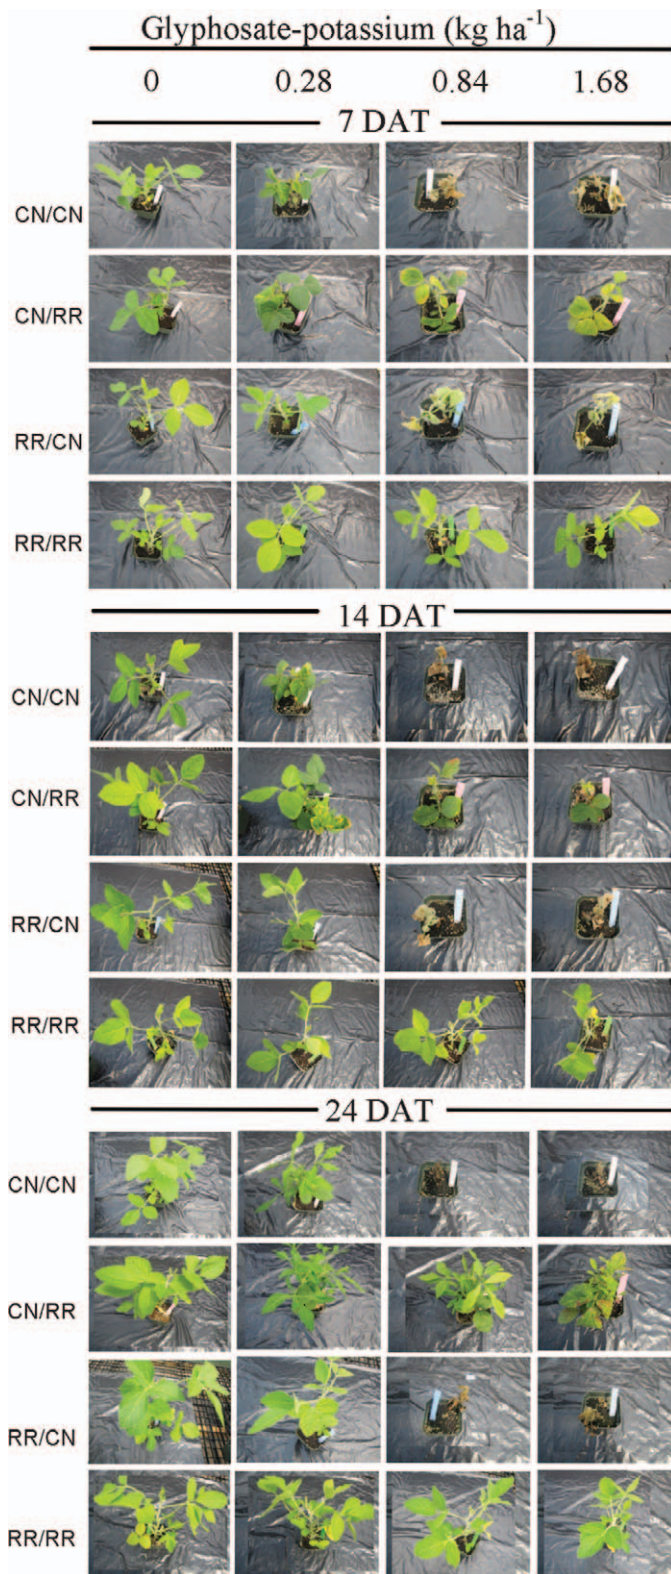 Glyphosate-potassium (kg ha⁻¹)
0 0.28 0.84 1.68
7 DAT
CN/CN
CN/RR
RR/CN
RR/RR
14 DAT
CN/CN
CN/RR
RR/CN
RR/RR
24 DAT
CN/CN
CN/RR
RR/CN
RR/RR